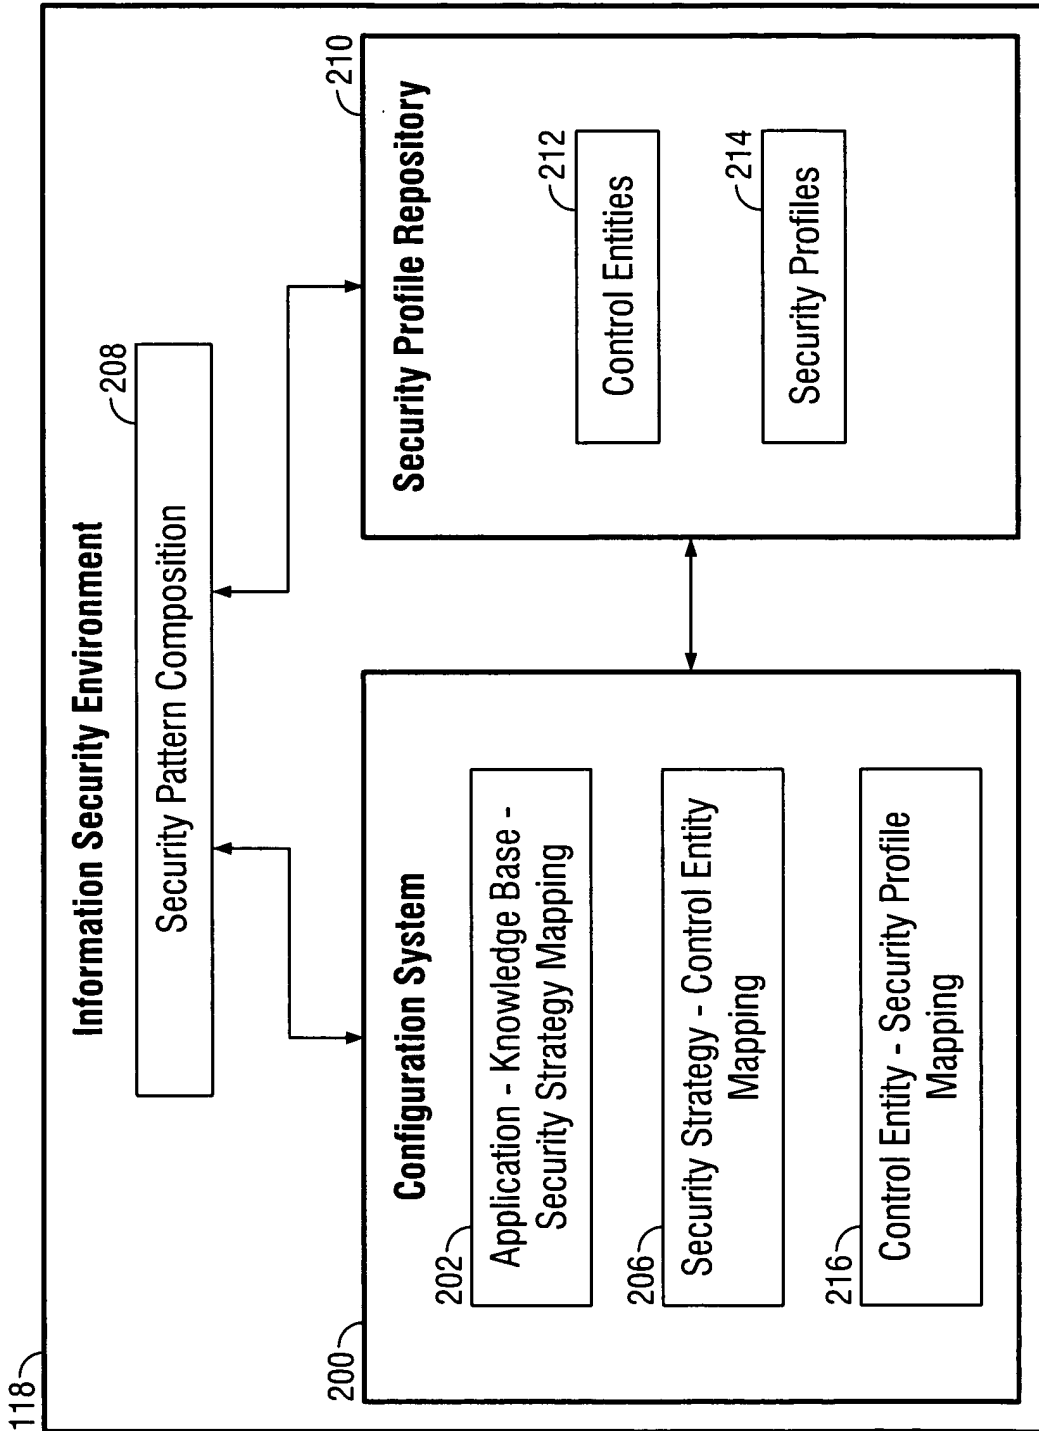 118
Information Security Environment
208
Security Pattern Composition
200
Configuration System
202
Application - Knowledge Base -
Security Strategy Mapping
206
Security Strategy - Control Entity
Mapping
216
Control Entity - Security Profile
Mapping
210
Security Profile Repository
212
Control Entities
214
Security Profiles